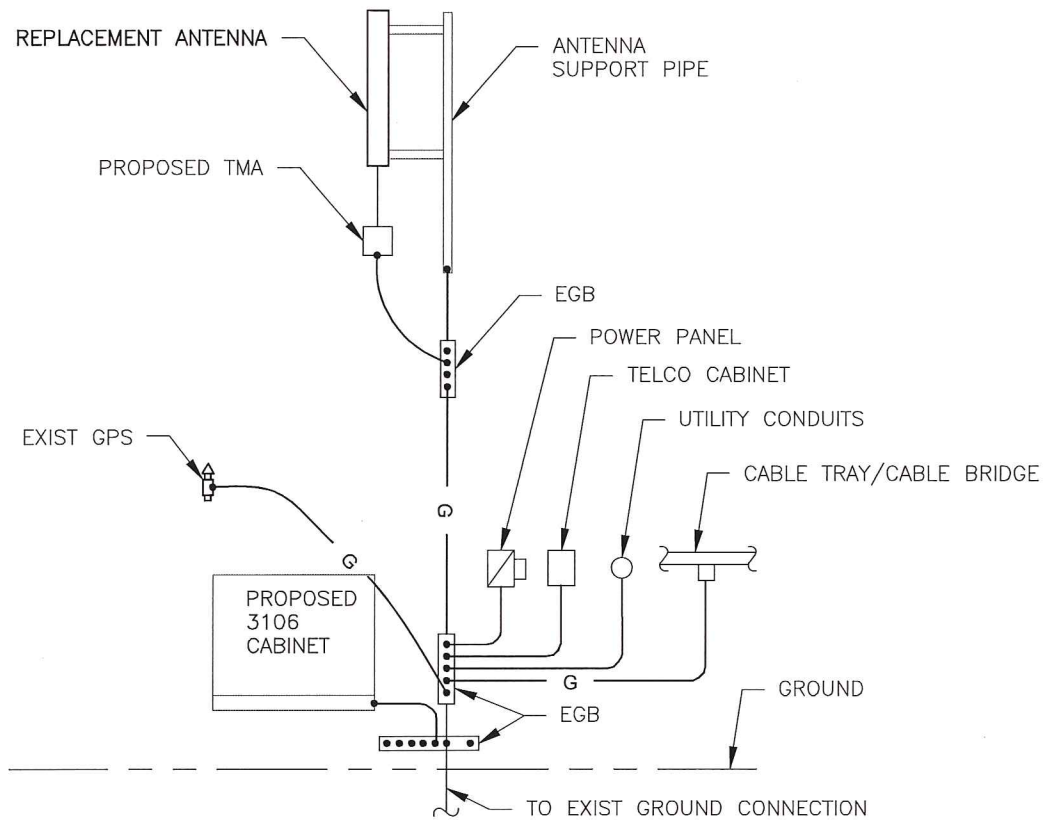 REPLACEMENT ANTENNA
ANTENNA
SUPPORT PIPE
PROPOSED TMA
EGB
POWER PANEL
TELCO CABINET
UTILITY CONDUITS
EXIST GPS
CABLE TRAY/CABLE BRIDGE
G
G
PROPOSED
3106
CABINET
G
GROUND
EGB
TO EXIST GROUND CONNECTION